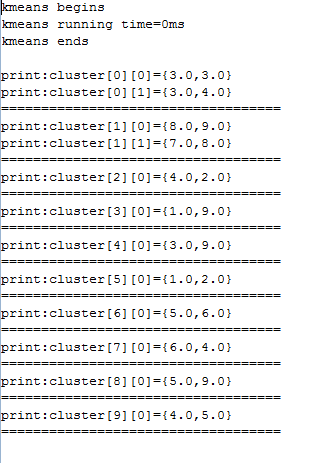 kmeans begins
kmeans running time=0ms
kmeans ends
print:cluster[0][0]={3.0,3.0}
print:cluster[0][1]={3.0,4.0}
===================================
print:cluster[1][0]={8.0,9.0}
print:cluster[1][1]={7.0,8.0}
===================================
print:cluster[2][0]={4.0,2.0}
===================================
print:cluster[3][0]={1.0,9.0}
===================================
print:cluster[4][0]={3.0,9.0}
===================================
print:cluster[5][0]={1.0,2.0}
===================================
print:cluster[6][0]={5.0,6.0}
===================================
print:cluster[7][0]={6.0,4.0}
===================================
print:cluster[8][0]={5.0,9.0}
===================================
print:cluster[9][0]={4.0,5.0}
===================================